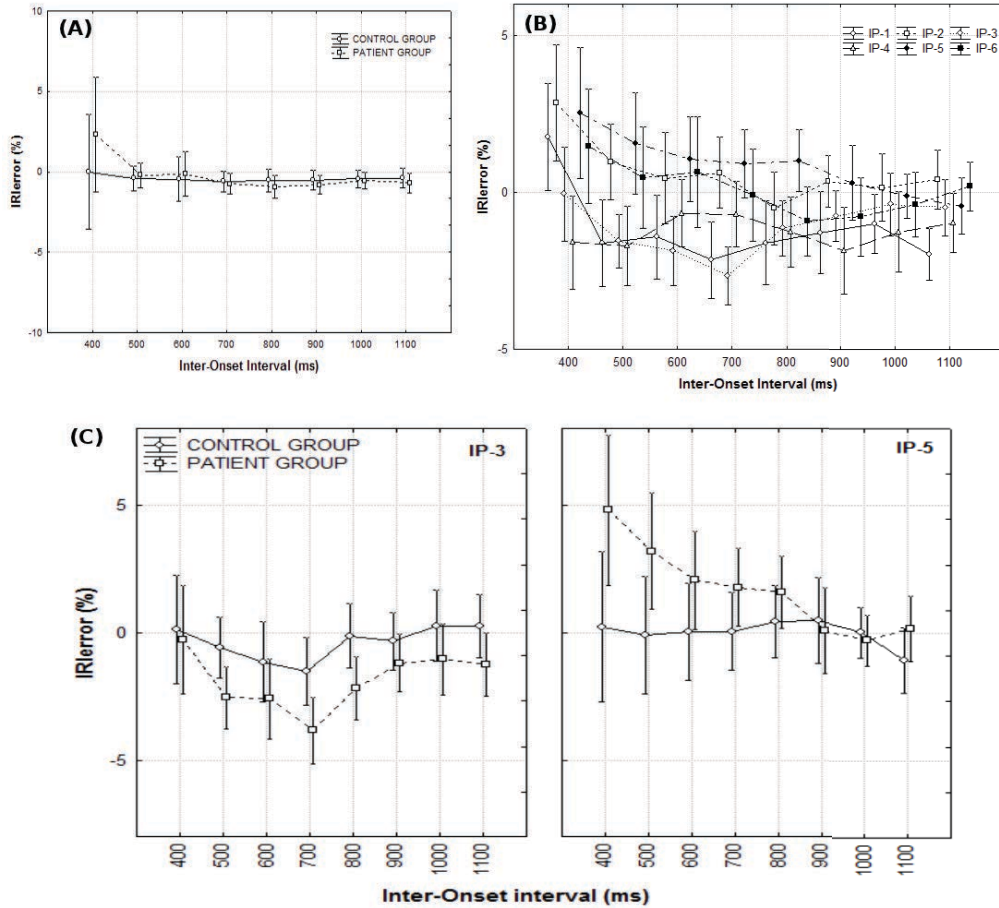 (A)
CONTROL GROUP
PATIENT GROUP
IRIerror (%)
10
5
0
-5
-10
400 500 600 700 800 900 1000 1100
Inter-Onset Interval (ms)
(B)
IP-1 IP-2 IP-3
IP-4 IP-5 IP-6
IRIerror (%)
5
0
-5
400 500 600 700 800 900 1000 1100
Inter-Onset Interval (ms)
(C)
CONTROL GROUP
PATIENT GROUP
IP-3
IP-5
IRIerror (%)
5
0
-5
400 500 600 700 800 900 1000 1100
400 500 600 700 800 900 1000 1100
Inter-Onset interval (ms)